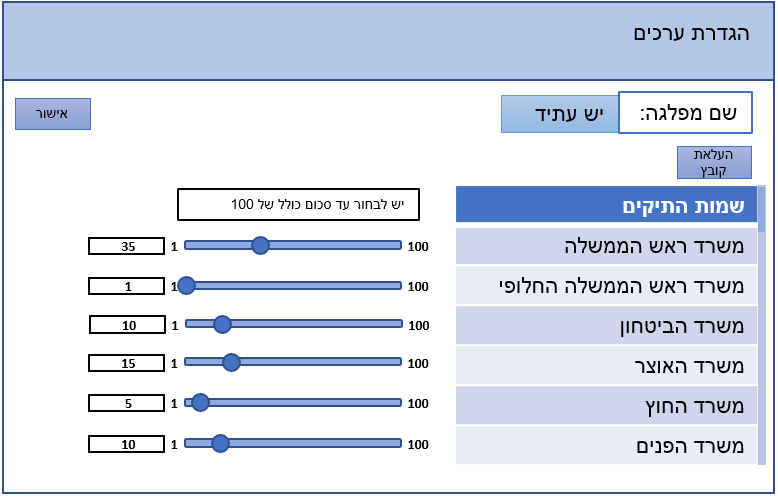 הגדרת ערכים
שם מפלגה: יש עתיד
אישור
העלאת
קובץ
שמות התיקים
יש לבחור עד סכום כולל של 100
משרד ראש הממשלה 100 1 35
משרד ראש הממשלה החלופי 100 1 1
משרד הביטחון 100 1 10
משרד האוצר 100 1 15
משרד החוץ 100 1 5
משרד הפנים 100 1 10